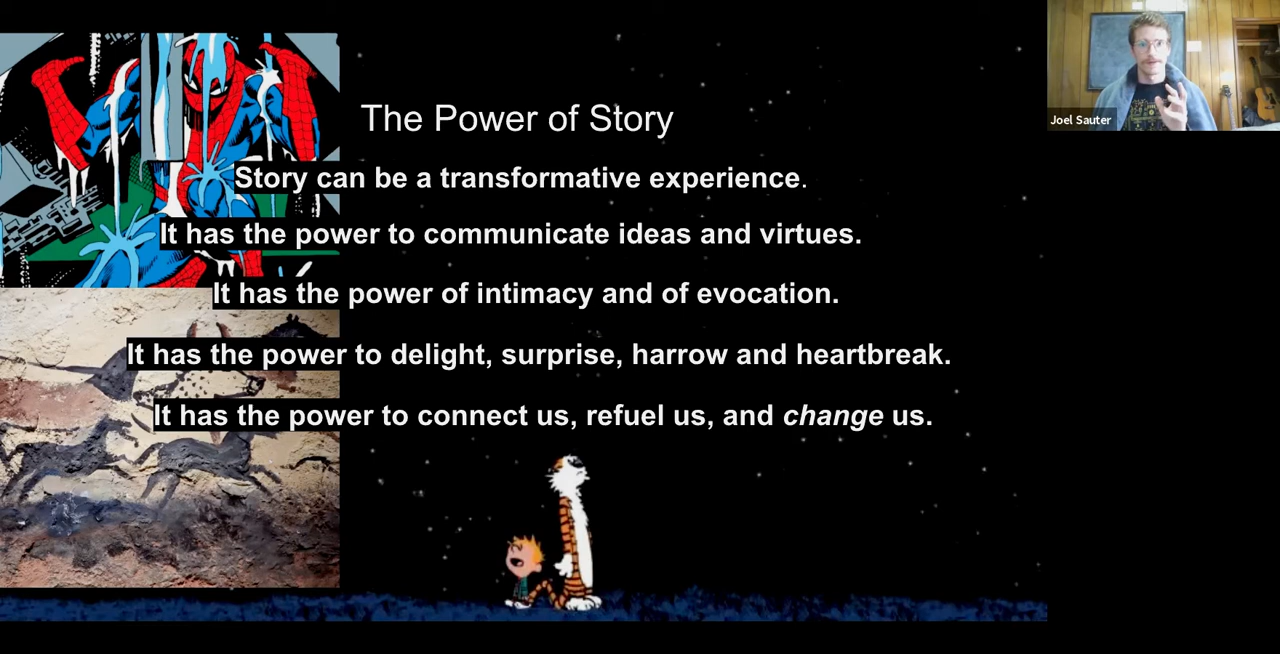 The Power of Story
Story can be a transformative experience.
It has the power to communicate ideas and virtues.
It has the power of intimacy and of evocation.
It has the power to delight, surprise, harrow and heartbreak.
It has the power to connect us, refuel us, and change us.
Joel Sauter